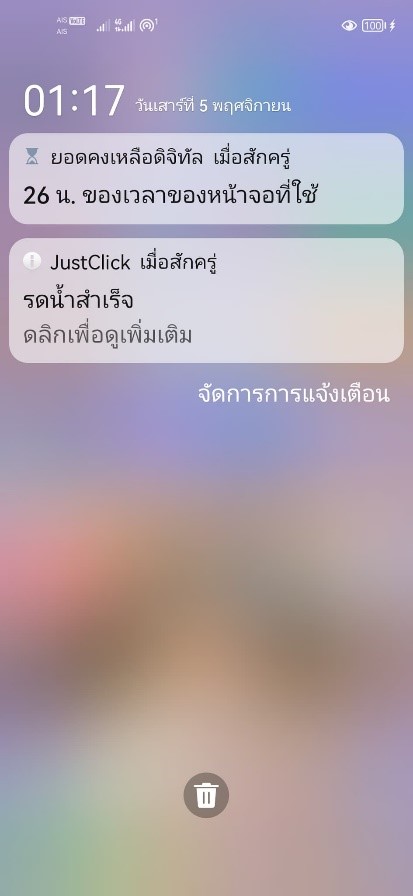 AIS VoLTE 4G 1 100
AIS
01:17 วันเสาร์ที่ 5 พฤศจิกายน
ยอดคงเหลือดิจิทัล เมื่อสักครู่
26 น. ของเวลาของหน้าจอที่ใช้
JustClick เมื่อสักครู่
รดน้ำสำเร็จ
ดลิกเพื่อดูเพิ่มเติม
จัดการการแจ้งเตือน